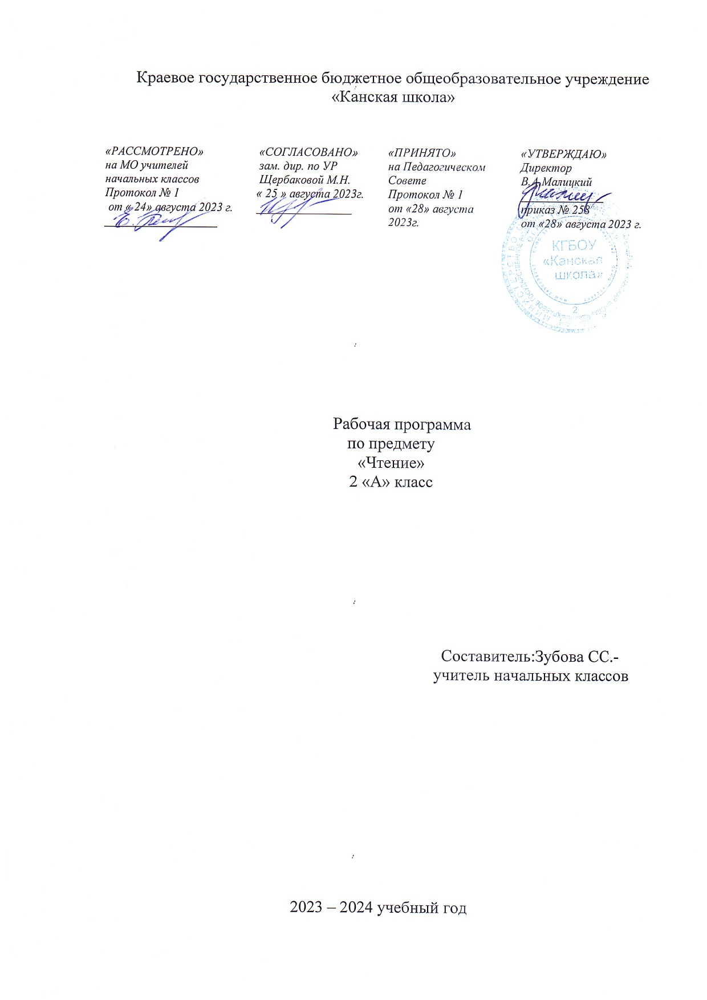 Краевое государственное бюджетное общеобразовательное учреждение
«Канская школа»
«РАССМОТРЕНО»
на МО учителей
начальных классов
Протокол № 1
от « 24» августа 2023 г.
«СОГЛАСОВАНО»
зам. дир. по УР
Щербаковой М.Н.
« 25 » августа 2023г.
«ПРИНЯТО»
на Педагогическом
Совете
Протокол № 1
от «28» августа
2023г.
«УТВЕРЖДАЮ»
Директор
В.А.Малицкий
приказ № 258
от «28» августа 2023 г.
КГБОУ
«Канская
школа»
2
Рабочая программа
по предмету
«Чтение»
2 «А» класс
Составитель:Зубова СС.-
учитель начальных классов
2023 – 2024 учебный год